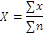 X = ∑x / ∑n